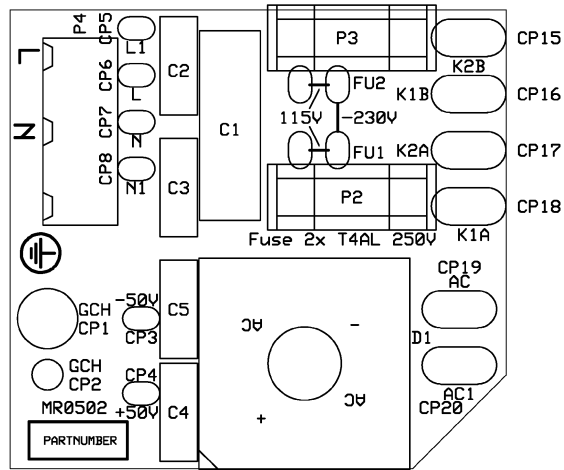 P4
CP5
L1
C2
P3
CP15
K2B
L
CP6
L
FU2
K1B
CP16
CP7
115V
-230V
C1
N
N
CP8
N1
C3
FU1
K2A
CP17
P2
CP18
K1A
Fuse 2x T4AL 250V
CP19
AC
-50V
GCH
CP1
CP3
C5
AC
-
D1
GCH
CP2
CP4
AC1
CP20
MR0502
+50V
C4
+
AC
PARTNUMBER